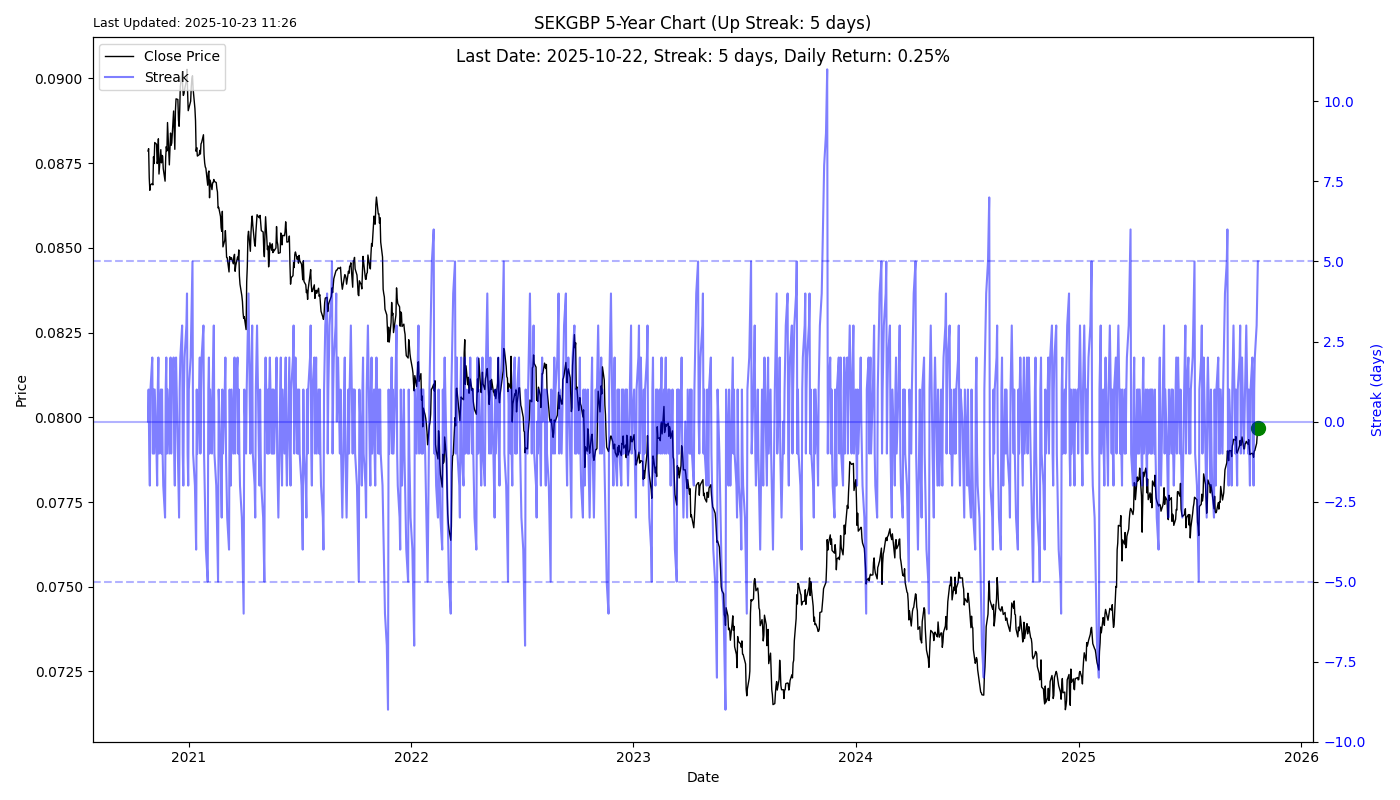 Last Updated: 2025-10-23 11:26
SEKGBP 5-Year Chart (Up Streak: 5 days)
Last Date: 2025-10-22, Streak: 5 days, Daily Return: 0.25%
Close Price
Streak
0.0900
0.0875
0.0850
0.0825
0.0800
0.0775
0.0750
0.0725
Price
10.0
7.5
5.0
2.5
0.0
−2.5
−5.0
−7.5
−10.0
Streak (days)
2021
2022
2023
2024
2025
2026
Date